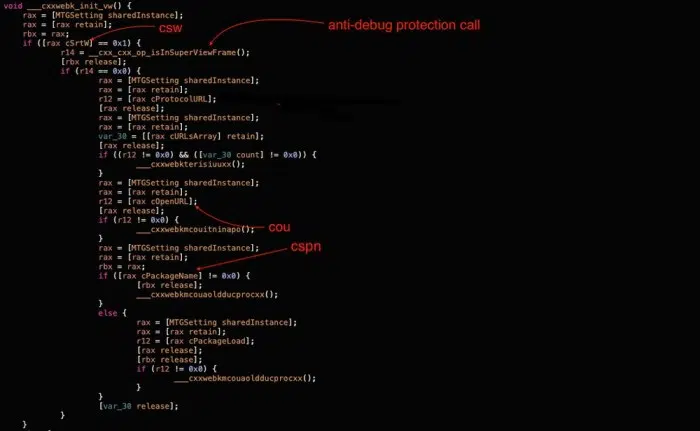 void ___cxxwebk_init_vw() {
rax = [MTGSetting sharedInstance];
rax = [rax retain];
rbx = rax;
if ([rax cSrtW] == 0x1) {
r14 = __cxx_cxx_op_isInSuperViewFrame();
[rbx release];
if (r14 == 0x0) {
rax = [MTGSetting sharedInstance];
rax = [rax retain];
r12 = [rax cProtocolURL];
[rax release];
rax = [MTGSetting sharedInstance];
rax = [rax retain];
var_30 = [[rax cURLsArray] retain];
[rax release];
if ((r12 != 0x0) && ([var_30 count] != 0x0)) {
___cxxwebkterisiuuxx();
}
rax = [MTGSetting sharedInstance];
rax = [rax retain];
r12 = [rax cOpenURL];
[rax release];
if (r12 != 0x0) {
___cxxwebkmcouitninapo();
}
rax = [MTGSetting sharedInstance];
rax = [rax retain];
rbx = rax;
if ([rax cPackageName] != 0x0) {
[rbx release];
___cxxwebkmcouaoldducprocxx();
}
else {
rax = [MTGSetting sharedInstance];
rax = [rax retain];
r12 = [rax cPackageLoad];
[rax release];
[rbx release];
if (r12 != 0x0) {
___cxxwebkmcouaoldducprocxx();
}
}
[var_30 release];
}
}
csw
anti-debug protection call
cou
cspn